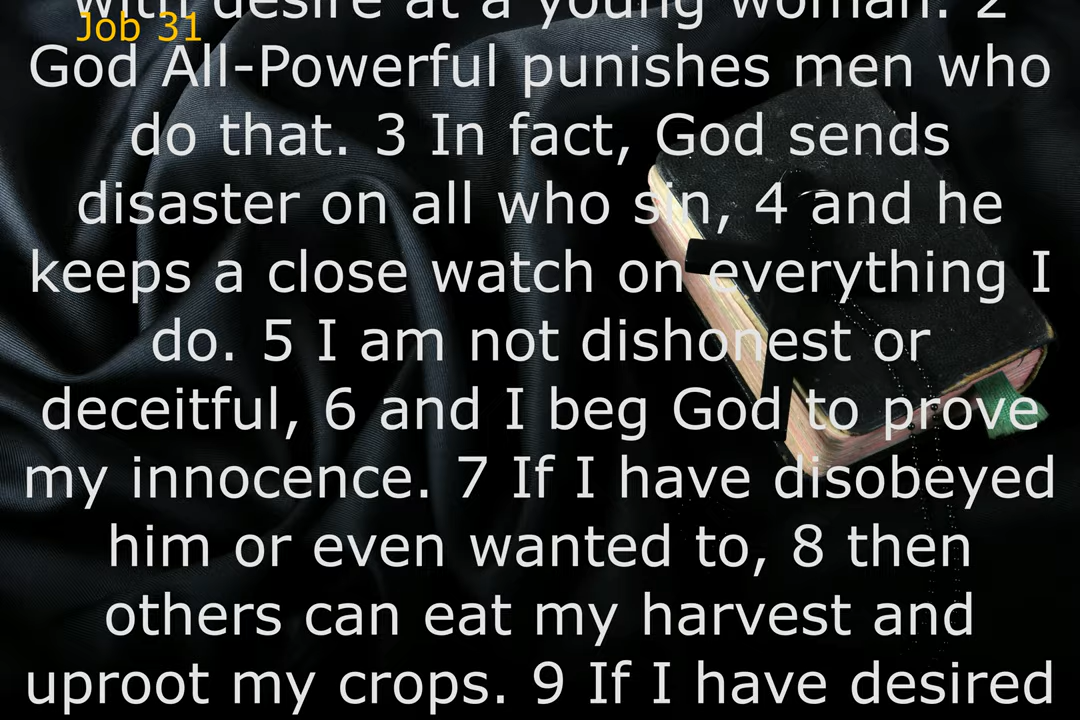 with desire at a young woman. 2
Job 31
God All-Powerful punishes men who
do that. 3 In fact, God sends
disaster on all who sin, 4 and he
keeps a close watch on everything I
do. 5 I am not dishonest or
deceitful, 6 and I beg God to prove
my innocence. 7 If I have disobeyed
him or even wanted to, 8 then
others can eat my harvest and
uproot my crops. 9 If I have desired